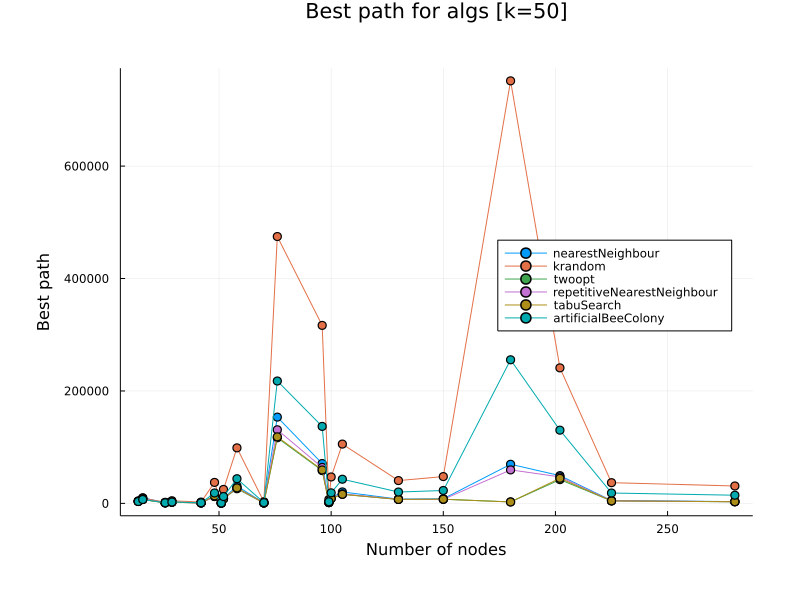 Best path for algs [k=50]
600000
400000
200000
0
Best path
nearestNeighbour
krandom
twoopt
repetitiveNearestNeighbour
tabuSearch
artificialBeeColony
50
100
150
200
250
Number of nodes